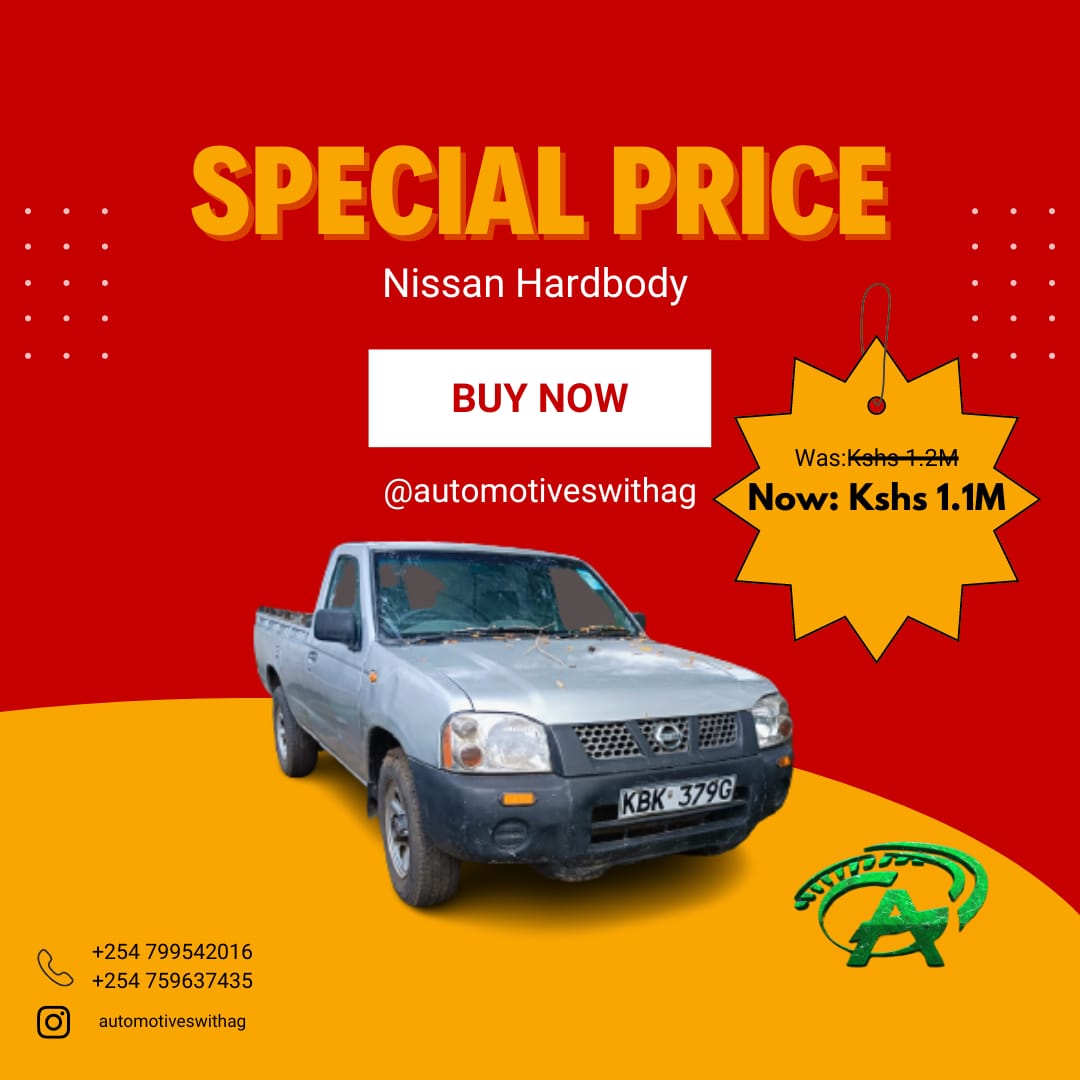 SPECIAL PRICE
Nissan Hardbody
BUY NOW
@automotiveswithag
Was:Kshs 1.2M
Now: Kshs 1.1M
KBK 379G
A
+254 799542016
+254 759637435
automotiveswithag